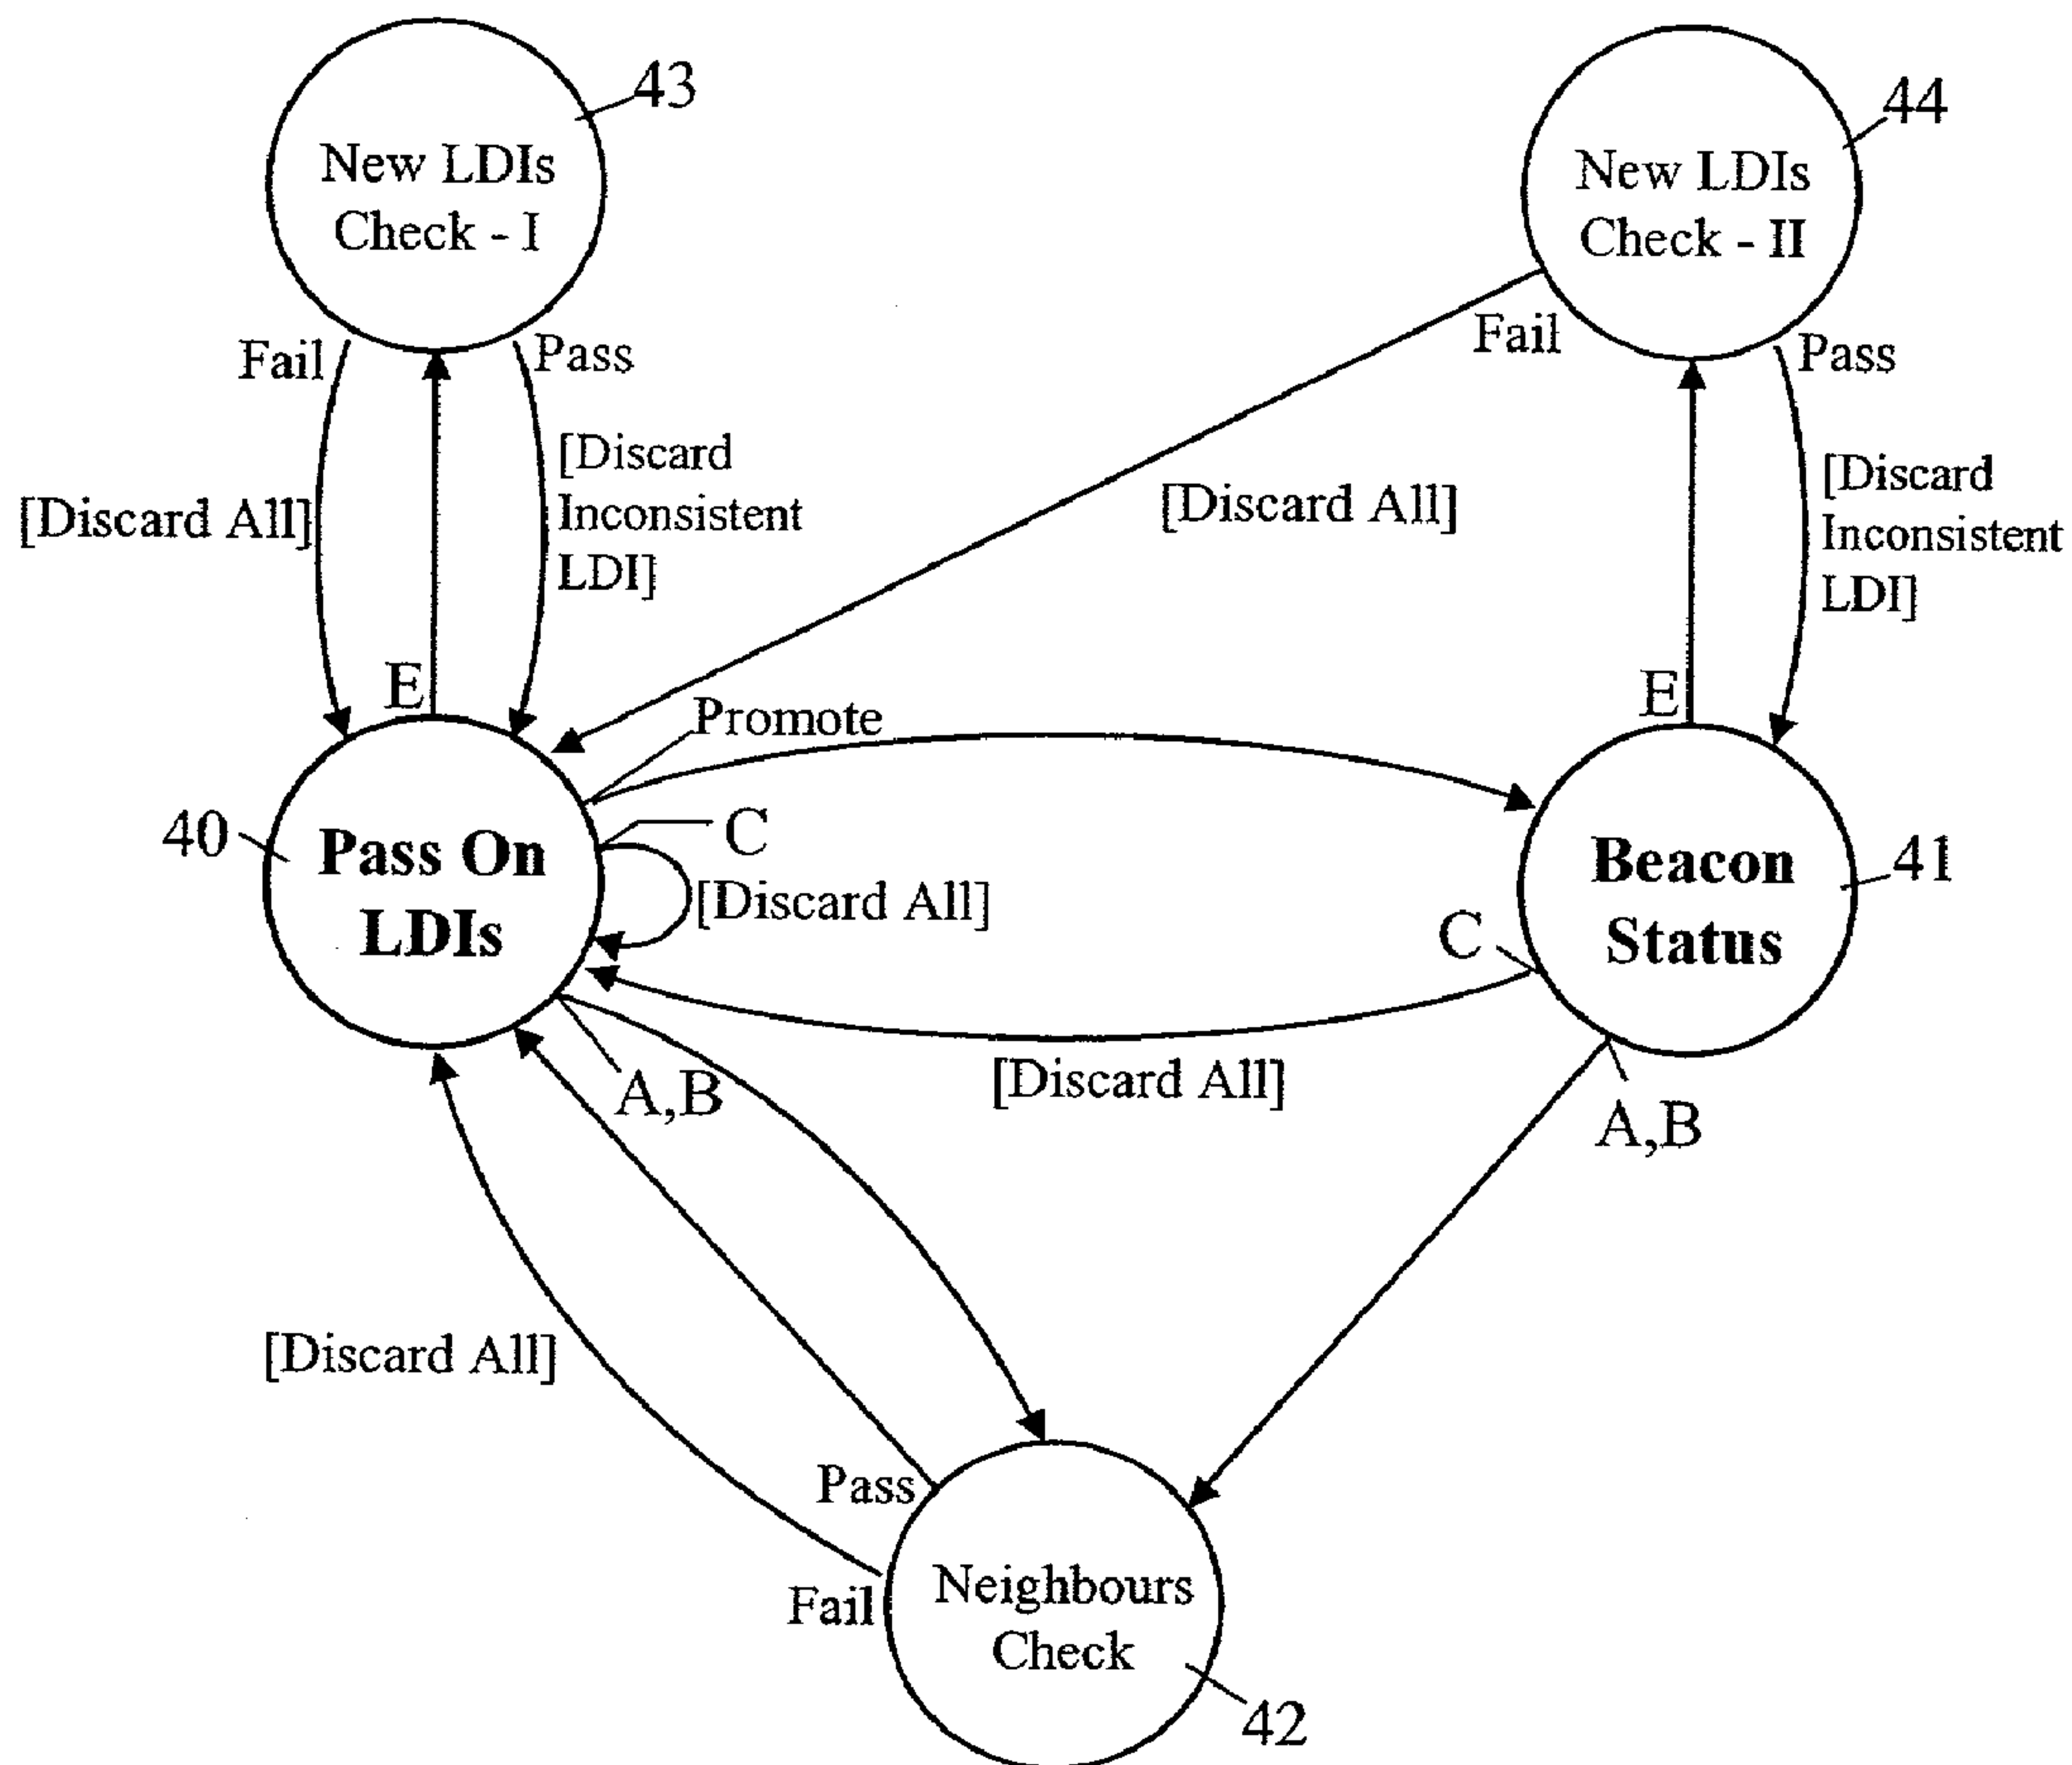 43
New LDIs
Check - I
44
New LDIs
Check - II
Fail
Pass
[Discard All]
[Discard
Inconsistent
LDI]
E
Fail
Pass
[Discard All]
[Discard
Inconsistent
LDI]
E
Promote
40
Pass On
LDIs
C
[Discard All]
Beacon
Status
41
C
[Discard All]
A,B
A,B
[Discard All]
Pass
Fail
Neighbours
Check
42